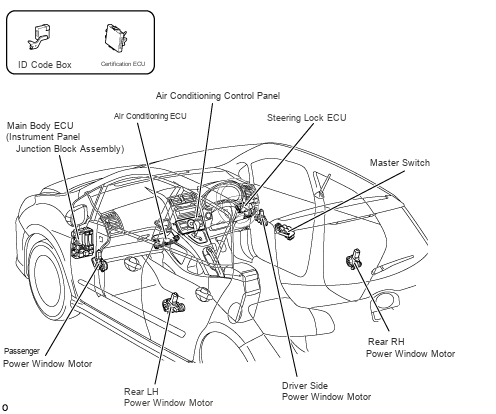 ID Code Box
Certification ECU
Air Conditioning Control Panel
Air Conditioning ECU
Steering Lock ECU
Main Body ECU
(Instrument Panel
Junction Block Assembly)
Master Switch
Passenger
Power Window Motor
Rear RH
Power Window Motor
Rear LH
Power Window Motor
Driver Side
Power Window Motor
o